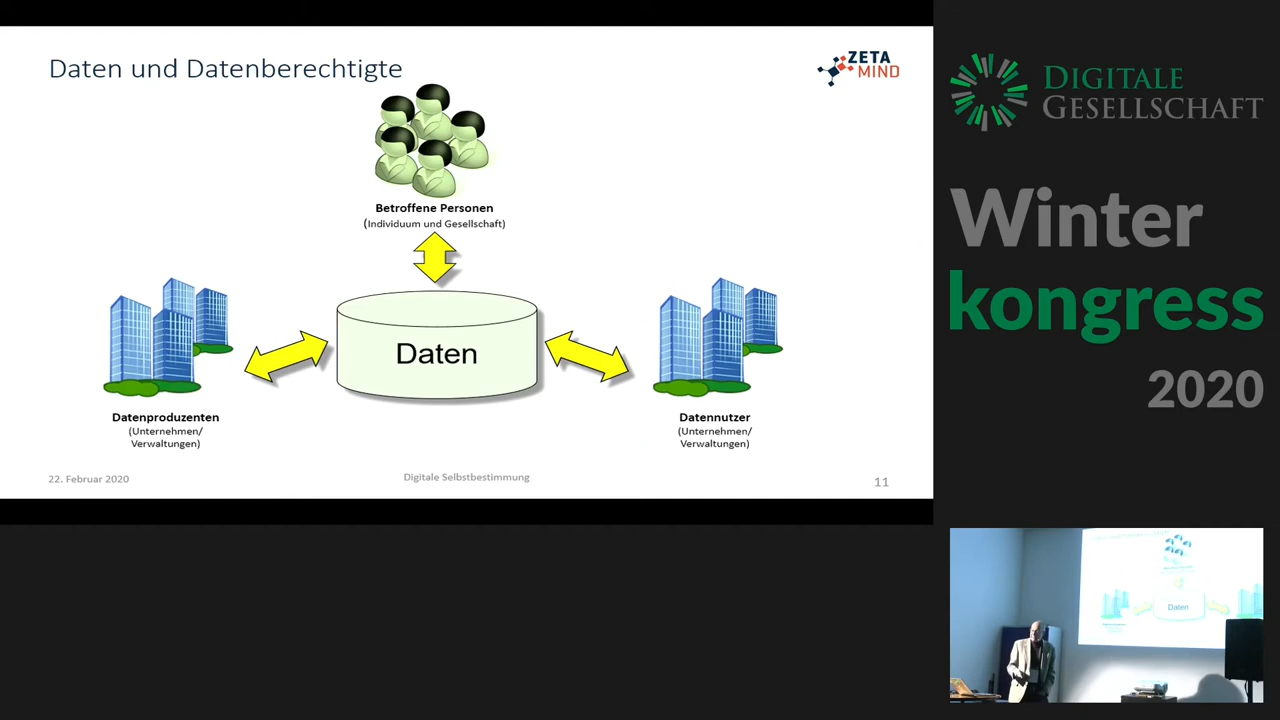 Daten und Datenberechtigte
ZETA
MIND
Betroffene Personen
(Individuum und Gesellschaft)
Daten
Datenproduzenten
(Unternehmen/
Verwaltungen)
Datennutzer
(Unternehmen/
Verwaltungen)
22. Februar 2020
Digitale Selbstbestimmung
11
DIGITALE
GESELLSCHAFT
Winter
kongress
2020
Daten